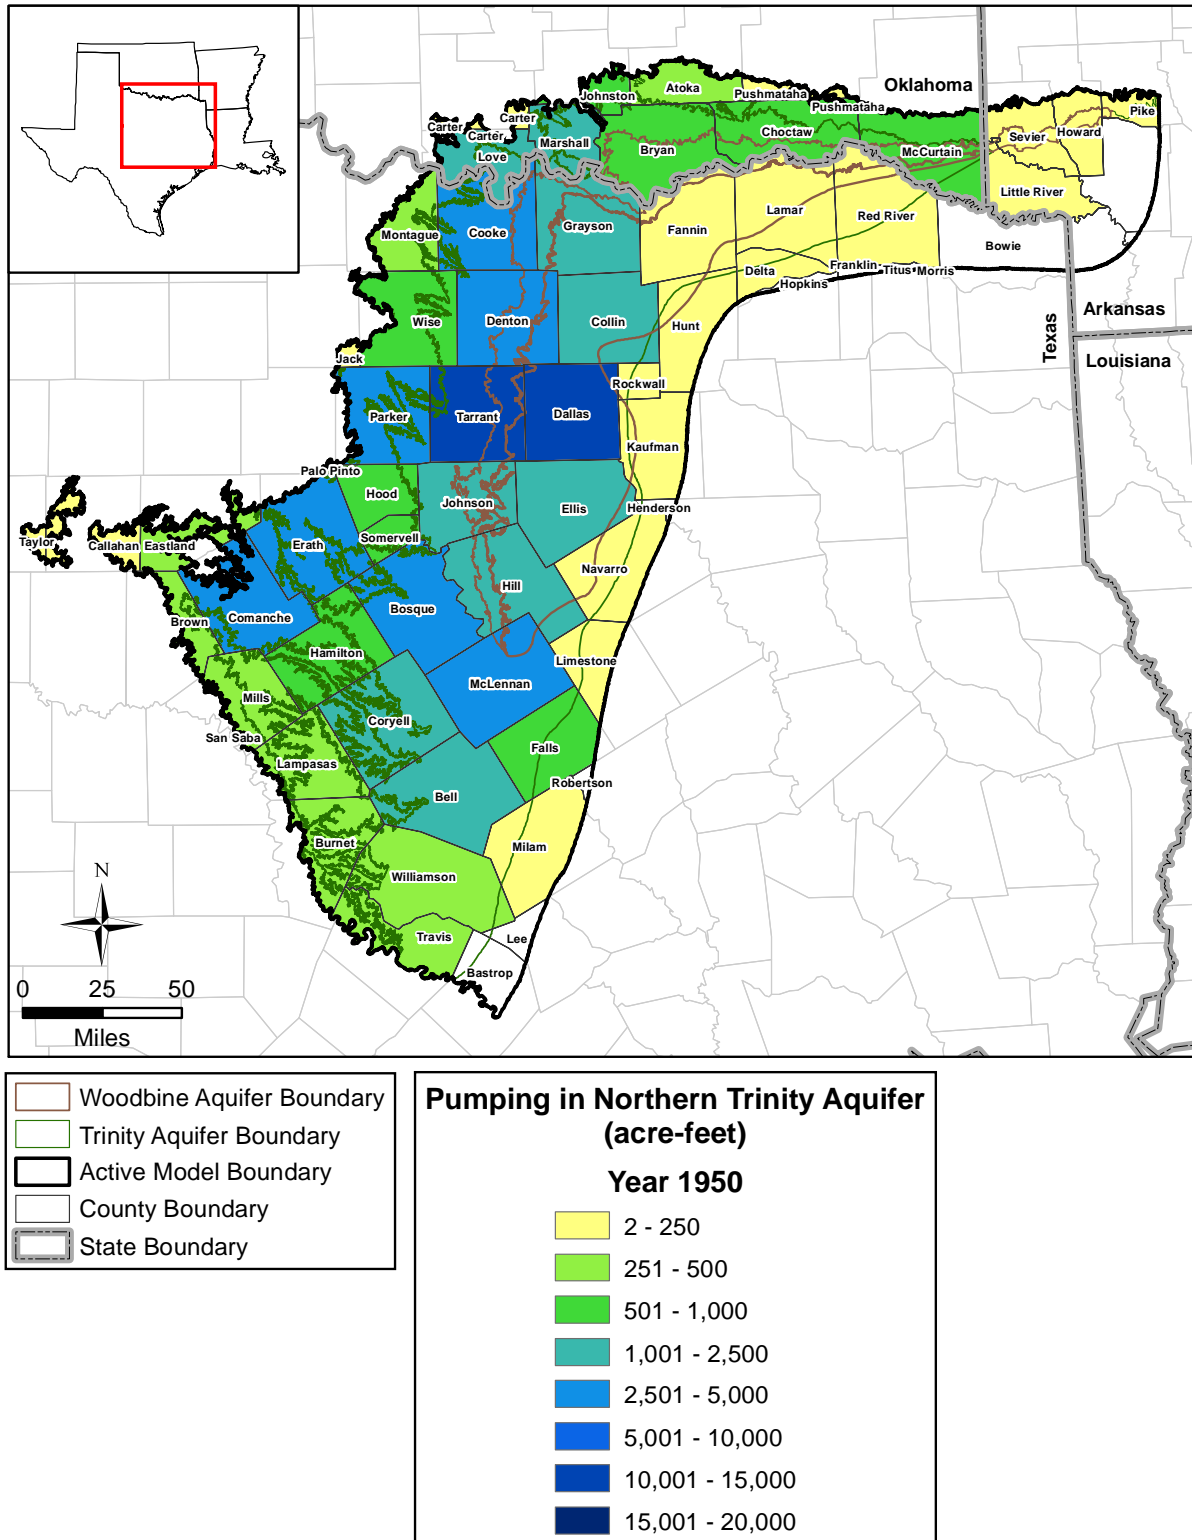 Oklahoma
Johnston
Atoka
Pushmataha
Pushmataha
Pike
Carter
Carter
Carter
Love
Marshall
Bryan
Choctaw
McCurtain
Sevier
Howard
Little River
Montague
Cooke
Grayson
Fannin
Lamar
Red River
Bowie
Delta
Franklin
Titus
Morris
Hopkins
Wise
Denton
Collin
Hunt
Texas
Arkansas
Louisiana
Jack
Rockwall
Parker
Tarrant
Dallas
Kaufman
Palo Pinto
Hood
Johnson
Ellis
Henderson
Taylor
Callahan
Eastland
Erath
Somervell
Navarro
Hill
Brown
Comanche
Bosque
Hamilton
Limestone
McLennan
Mills
Coryell
San Saba
Falls
Lampasas
Robertson
Bell
Burnet
Milam
Williamson
Travis
Lee
Bastrop
N
0 25 50
Miles
Woodbine Aquifer Boundary
Trinity Aquifer Boundary
Active Model Boundary
County Boundary
State Boundary
Pumping in Northern Trinity Aquifer
(acre-feet)
Year 1950
2 - 250
251 - 500
501 - 1,000
1,001 - 2,500
2,501 - 5,000
5,001 - 10,000
10,001 - 15,000
15,001 - 20,000